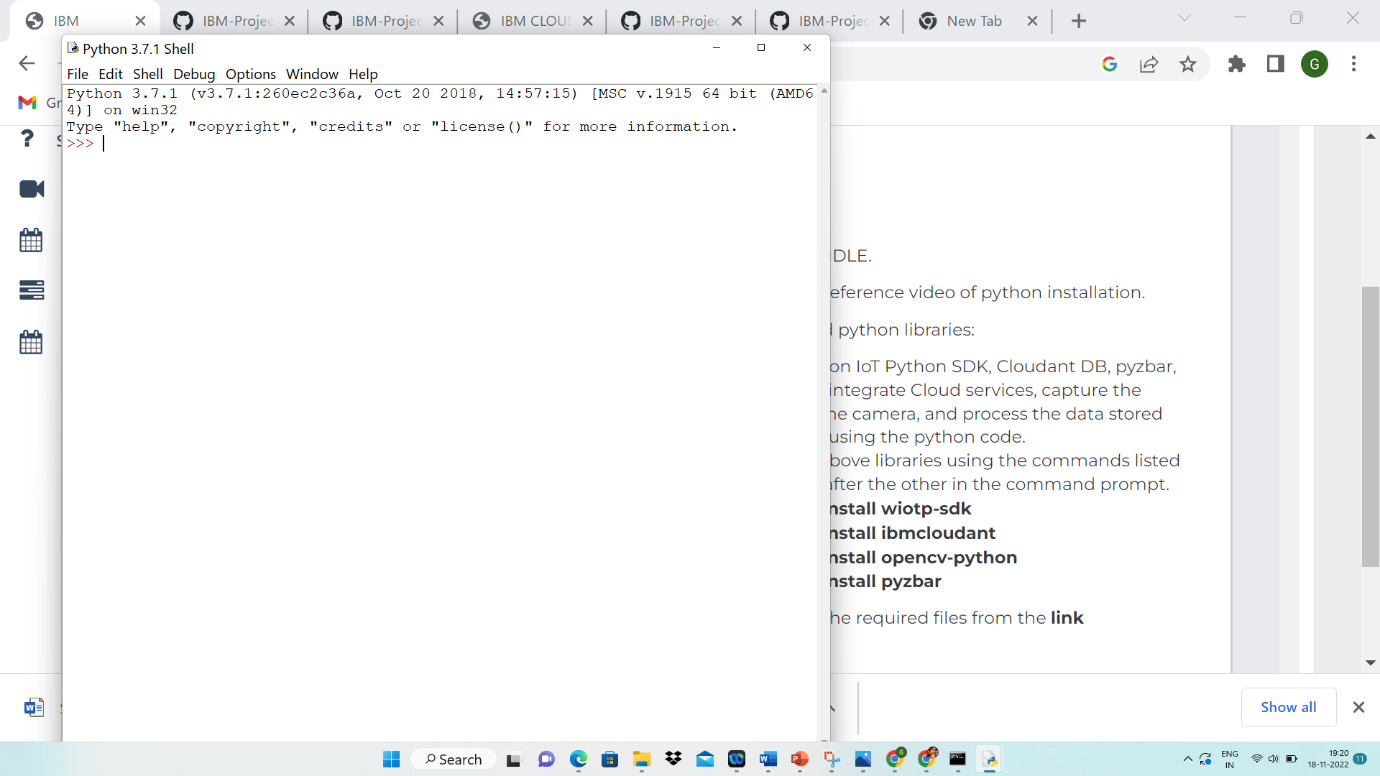 IBM
IBM-Projec
IBM-Projec
IBM CLOU
IBM-Projec
IBM-Projec
New Tab
Python 3.7.1 Shell
File Edit Shell Debug Options Window Help
G
Gr
Python 3.7.1 (v3.7.1:260ec2c36a, Oct 20 2018, 14:57:15) [MSC v.1915 64 bit (AMD6
4)] on win32
Type "help", "copyright", "credits" or "license()" for more information.
>>>
DLE.
eference video of python installation.
python libraries:
on IoT Python SDK, Cloudant DB, pyzbar,
integrate Cloud services, capture the
he camera, and process the data stored
using the python code.
bove libraries using the commands listed
after the other in the command prompt.
nstall wiotp-sdk
nstall ibmcloudant
nstall opencv-python
nstall pyzbar
he required files from the link
Show all
Search
ENG
IN
19:20
18-11-2022
11